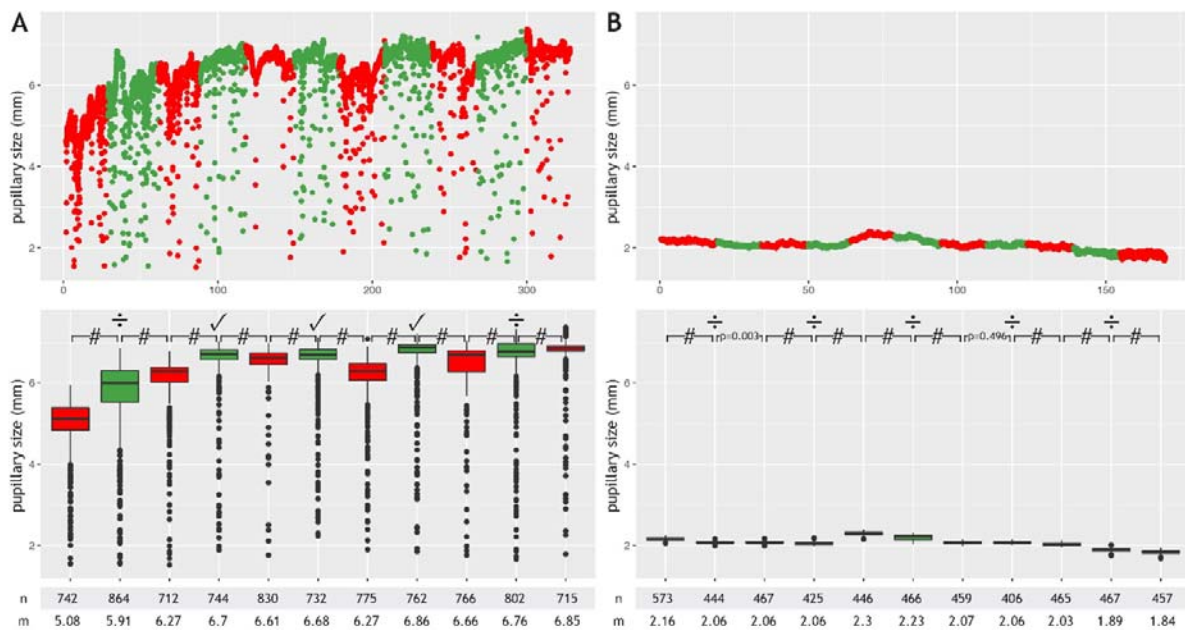 A
pupillary size (mm)
6
4
2
0 100 200 300
B
pupillary size (mm)
6
4
2
0 50 100 150
÷ ✓ ✓ ✓ ÷
# # # # # # # # # #
pupillary size (mm)
6
4
2
÷ ÷ ÷ ÷ ÷
# p=0.003 # # # # p=0.496 # # #
pupillary size (mm)
6
4
2
n 742 864 712 744 830 732 775 762 766 802 715
m 5.08 5.91 6.27 6.7 6.61 6.68 6.27 6.86 6.66 6.76 6.85
n 573 444 467 425 446 466 459 406 465 467 457
m 2.16 2.06 2.06 2.06 2.3 2.23 2.07 2.06 2.03 1.89 1.84